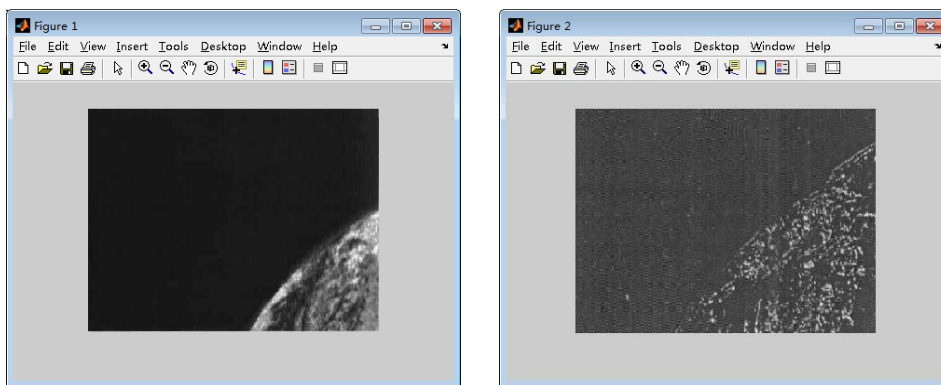 Figure 1
File Edit View Insert Tools Desktop Window Help
Figure 2
File Edit View Insert Tools Desktop Window Help